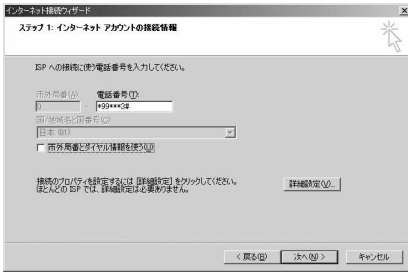 インターネット接続ウィザード
ステップ 1: インターネット アカウントの接続情報
ISP への接続に使う電話番号を入力してください。
市外局番(A): 電話番号(T):
0 - *99***3#
国/地域名と国番号(C):
日本 (81)
市外局番とダイヤル情報を使う(U)
接続のプロパティを設定するには [詳細設定] をクリックしてください。
ほとんどの ISP では、詳細設定は必要ありません。
詳細設定(V)...
< 戻る(B) 次へ(N) > キャンセル